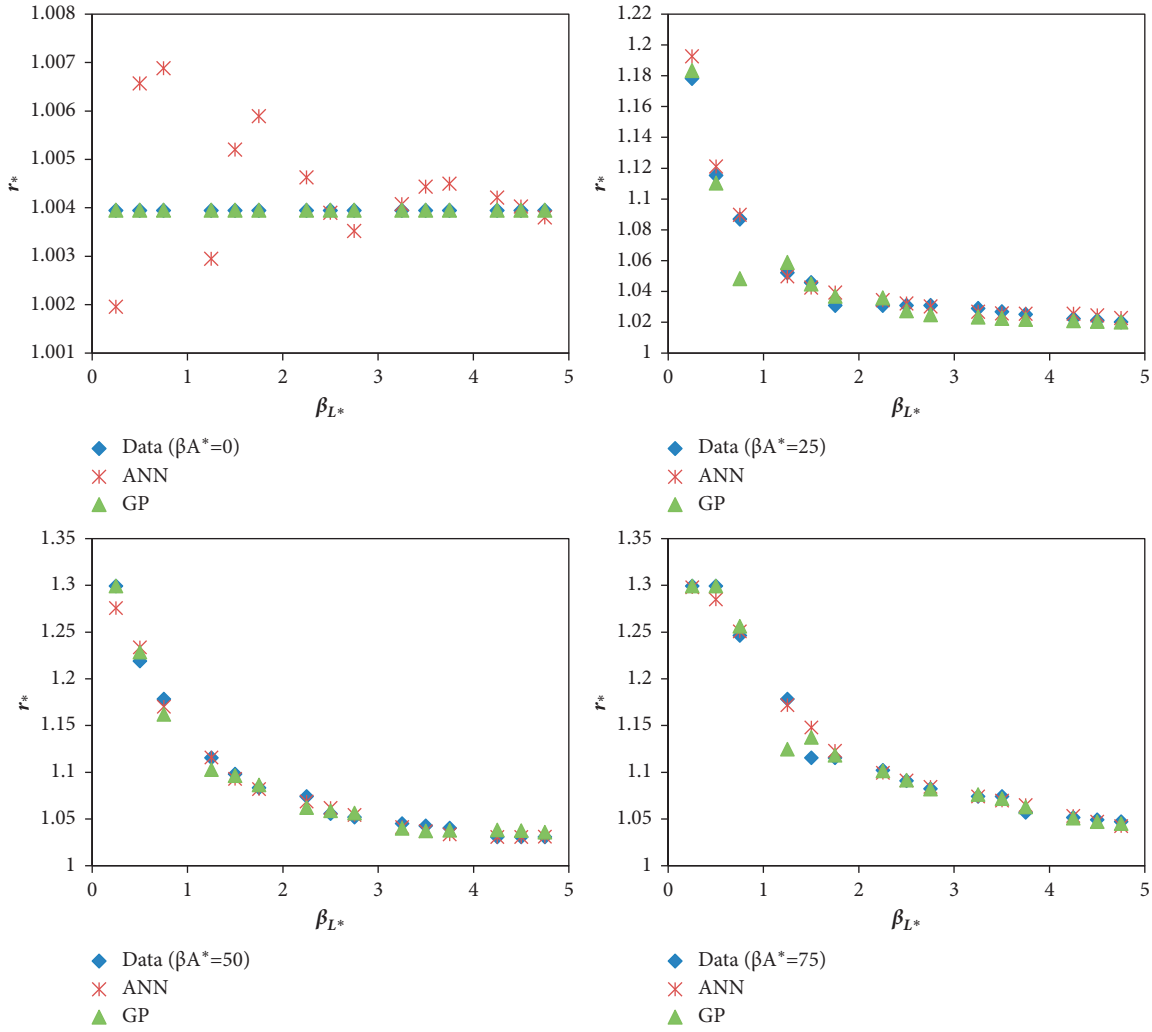 1.008
1.007
1.006
1.005
1.004
1.003
1.002
1.001
r*
0 1 2 3 4 5
βL*
Data (βA*=0)
ANN
GP
1.22
1.2
1.18
1.16
1.14
1.12
1.1
1.08
1.06
1.04
1.02
1
r*
0 1 2 3 4 5
βL*
Data (βA*=25)
ANN
GP
1.35
1.3
1.25
1.2
1.15
1.1
1.05
1
r*
0 1 2 3 4 5
βL*
Data (βA*=50)
ANN
GP
1.35
1.3
1.25
1.2
1.15
1.1
1.05
1
r*
0 1 2 3 4 5
βL*
Data (βA*=75)
ANN
GP